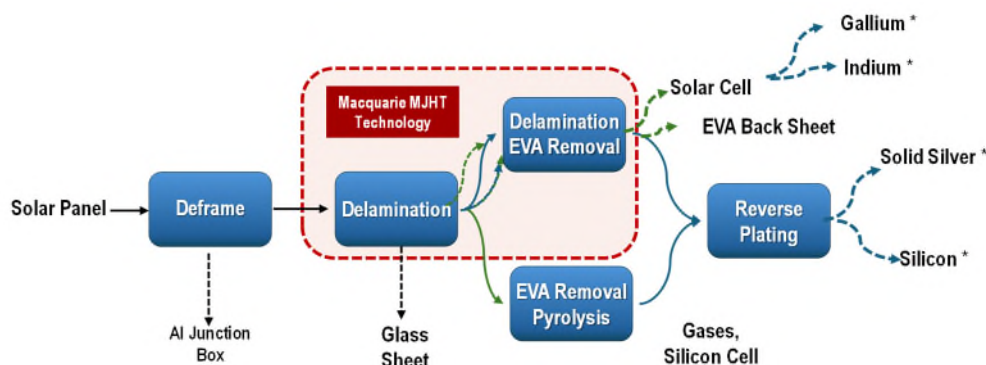 Gallium *
Indium *
Macquarie MJHT
Technology
Delamination
EVA Removal
Solar Cell
EVA Back Sheet
Solid Silver *
Solar Panel
Deframe
Delamination
Reverse
Plating
Silicon *
EVA Removal
Pyrolysis
Al Junction
Box
Glass
Sheet
Gases,
Silicon Cell